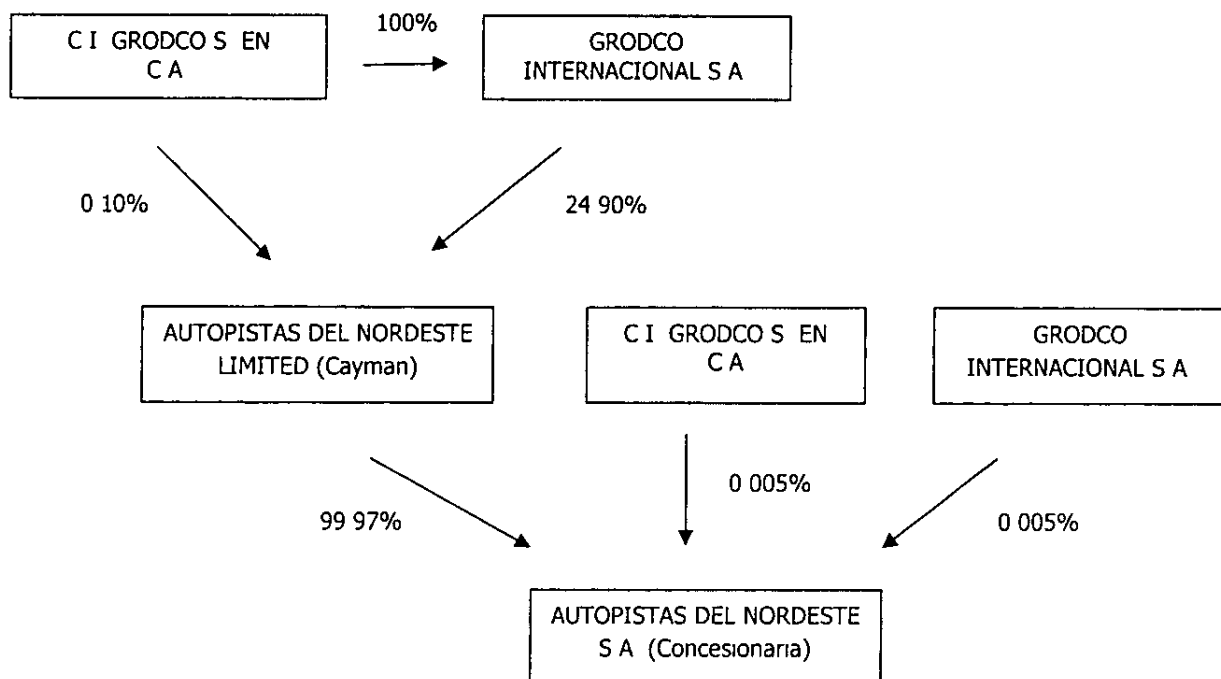 C I GRODCO S EN
C A
100%
GRODCO
INTERNACIONAL S A
0 10%
24 90%
AUTOPISTAS DEL NORDESTE
LIMITED (Cayman)
C I GRODCO S EN
C A
GRODCO
INTERNACIONAL S A
99 97%
0 005%
0 005%
AUTOPISTAS DEL NORDESTE
S A (Concesionaria)